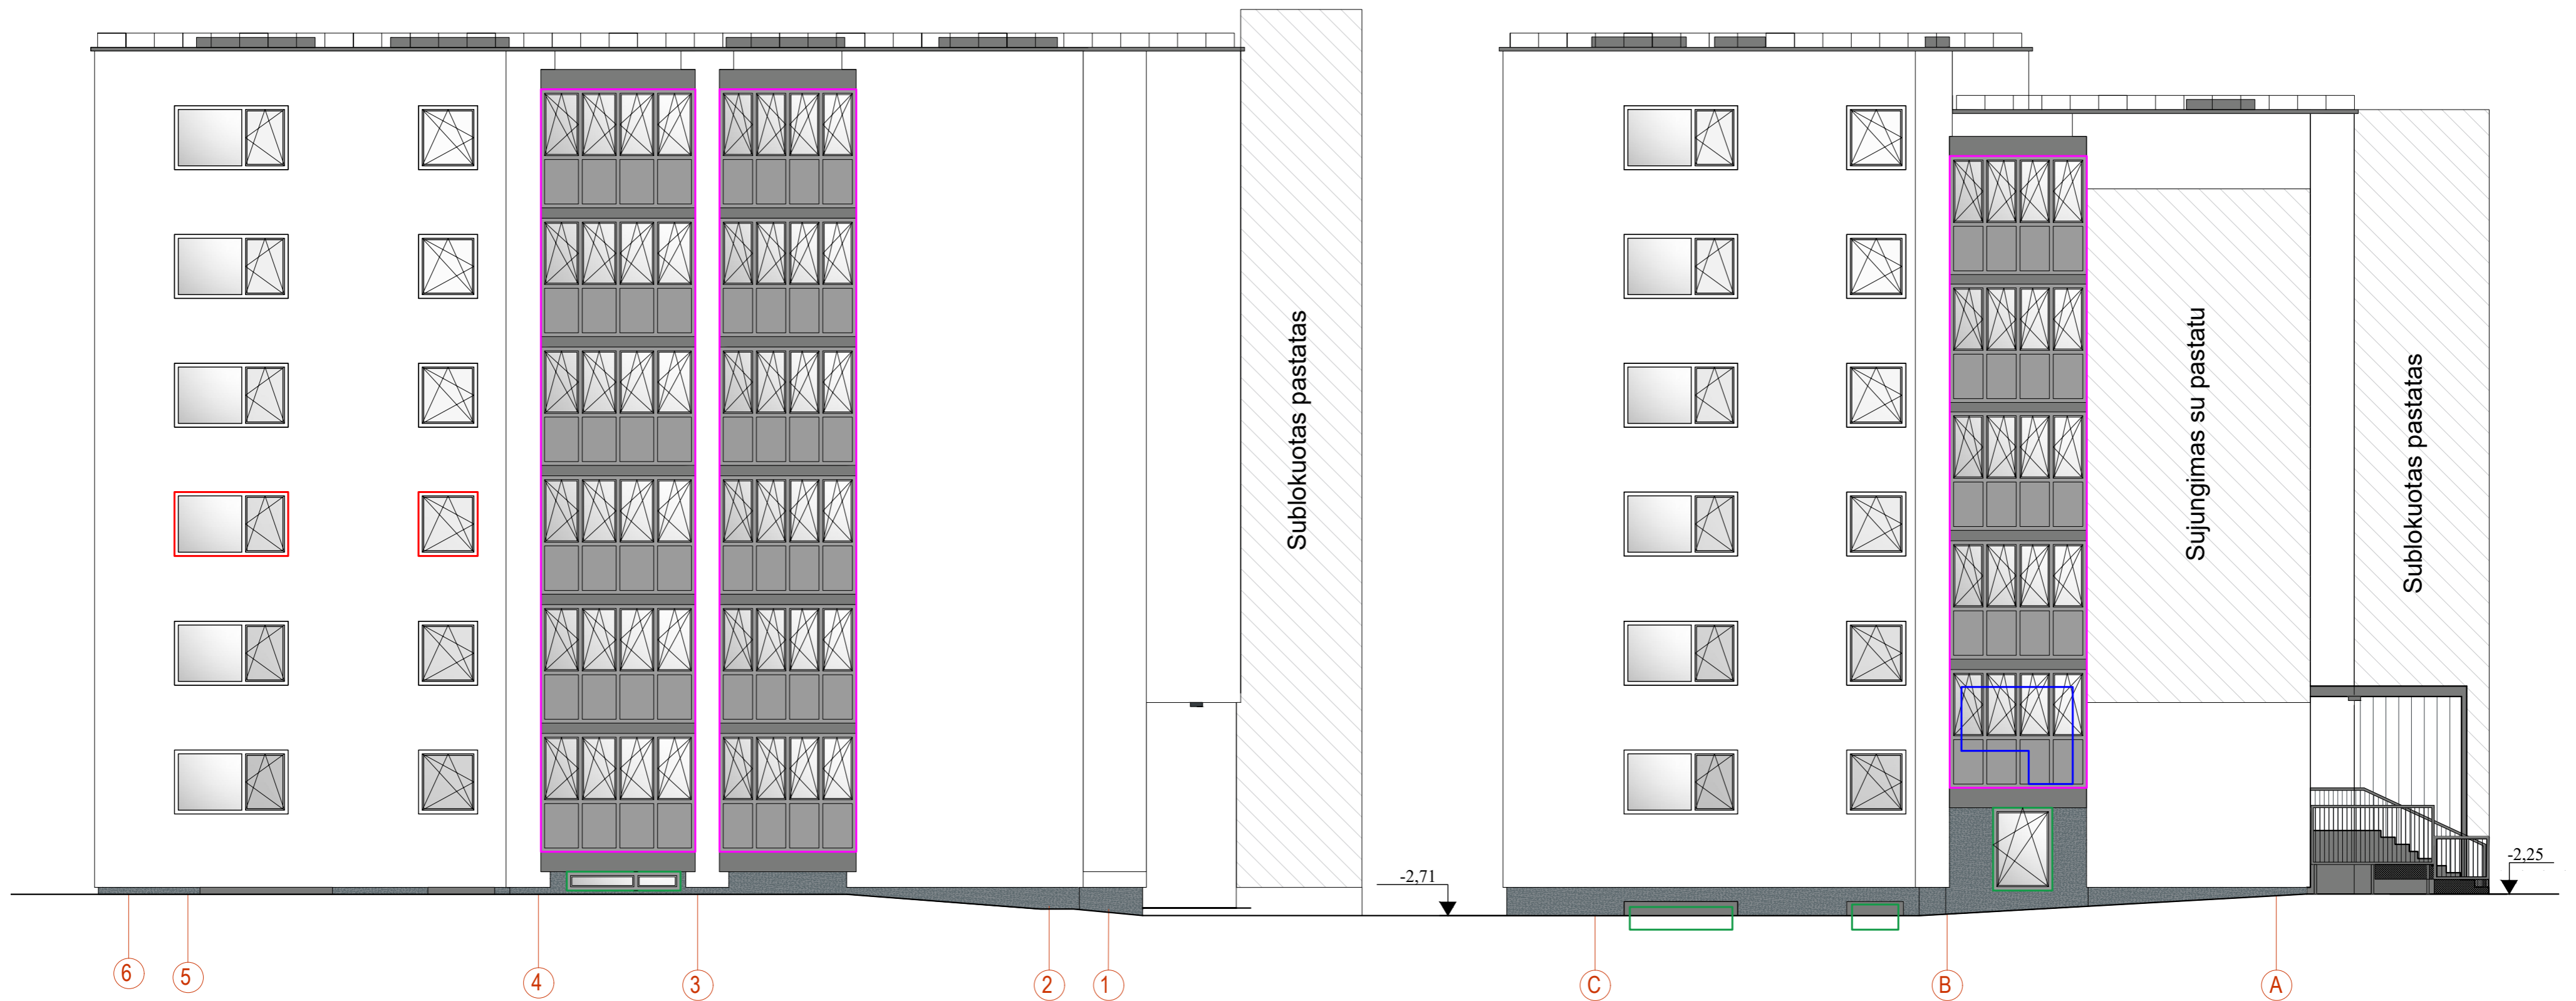 Sublokuotas pastatas
Sujungimas su pastatu
Sublokuotas pastatas
-2,71
-2,25
6
5
4
3
2
1
C
B
A